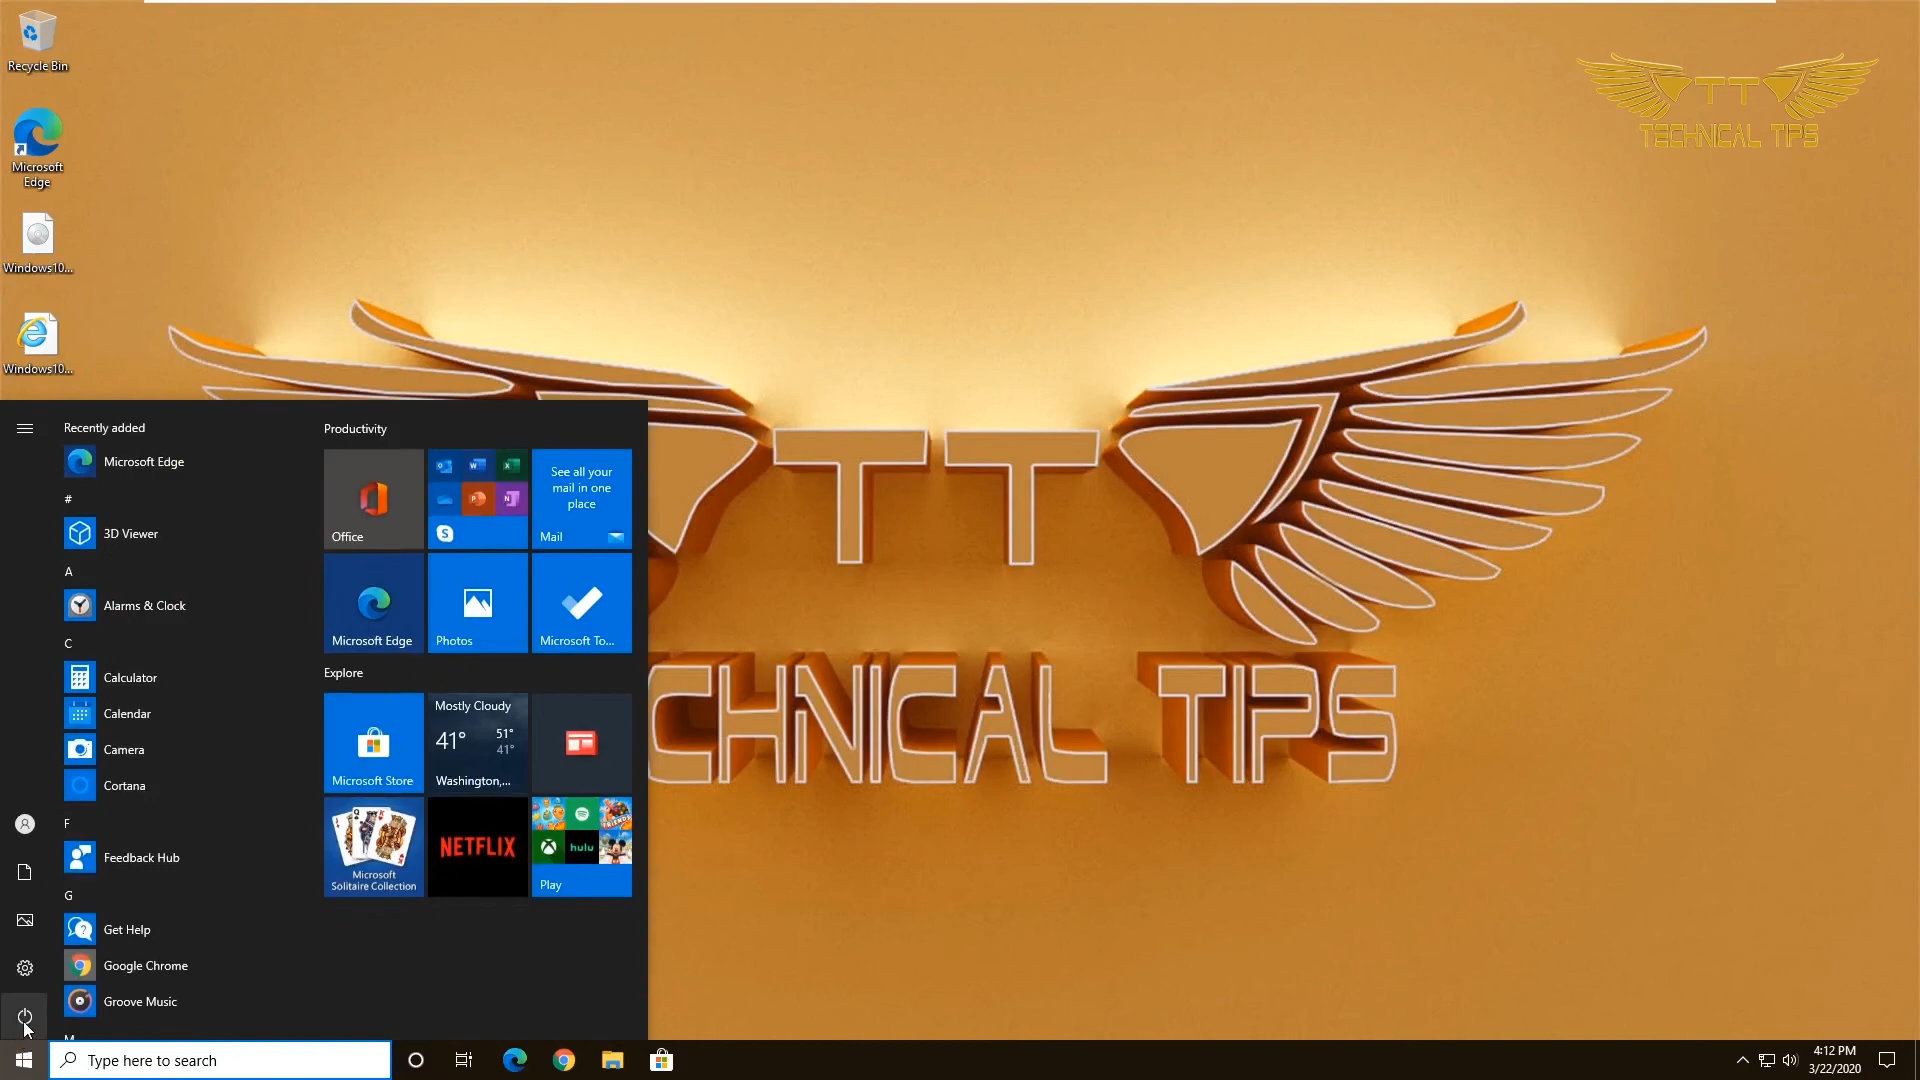 Recycle Bin
Microsoft
Edge
Windows10...
Windows10...
TT
TECHNICAL TIPS
TT
CHNICAL TIPS
Recently added
Microsoft Edge
#
3D Viewer
A
Alarms & Clock
C
Calculator
Calendar
Camera
Cortana
F
Feedback Hub
G
Get Help
Google Chrome
Groove Music
M
Productivity
Office
See all your
mail in one
place
Mail
Microsoft Edge
Photos
Microsoft To...
Explore
Microsoft Store
Mostly Cloudy
41° 51°
41°
Washington,...
Microsoft
Solitaire Collection
NETFLIX
hulu
Play
Type here to search
4:12 PM
3/22/2020